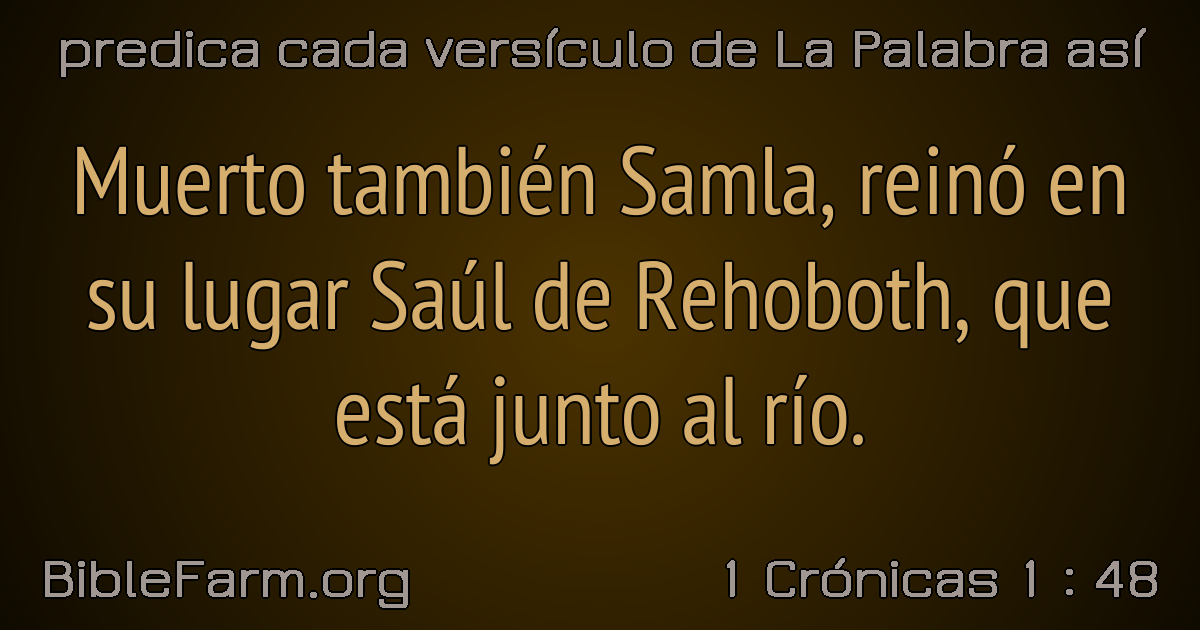 predica cada versículo de La Palabra así
Muerto también Samla, reinó en
su lugar Saúl de Rehoboth, que
está junto al río.
BibleFarm.org
1 Crónicas 1 : 48